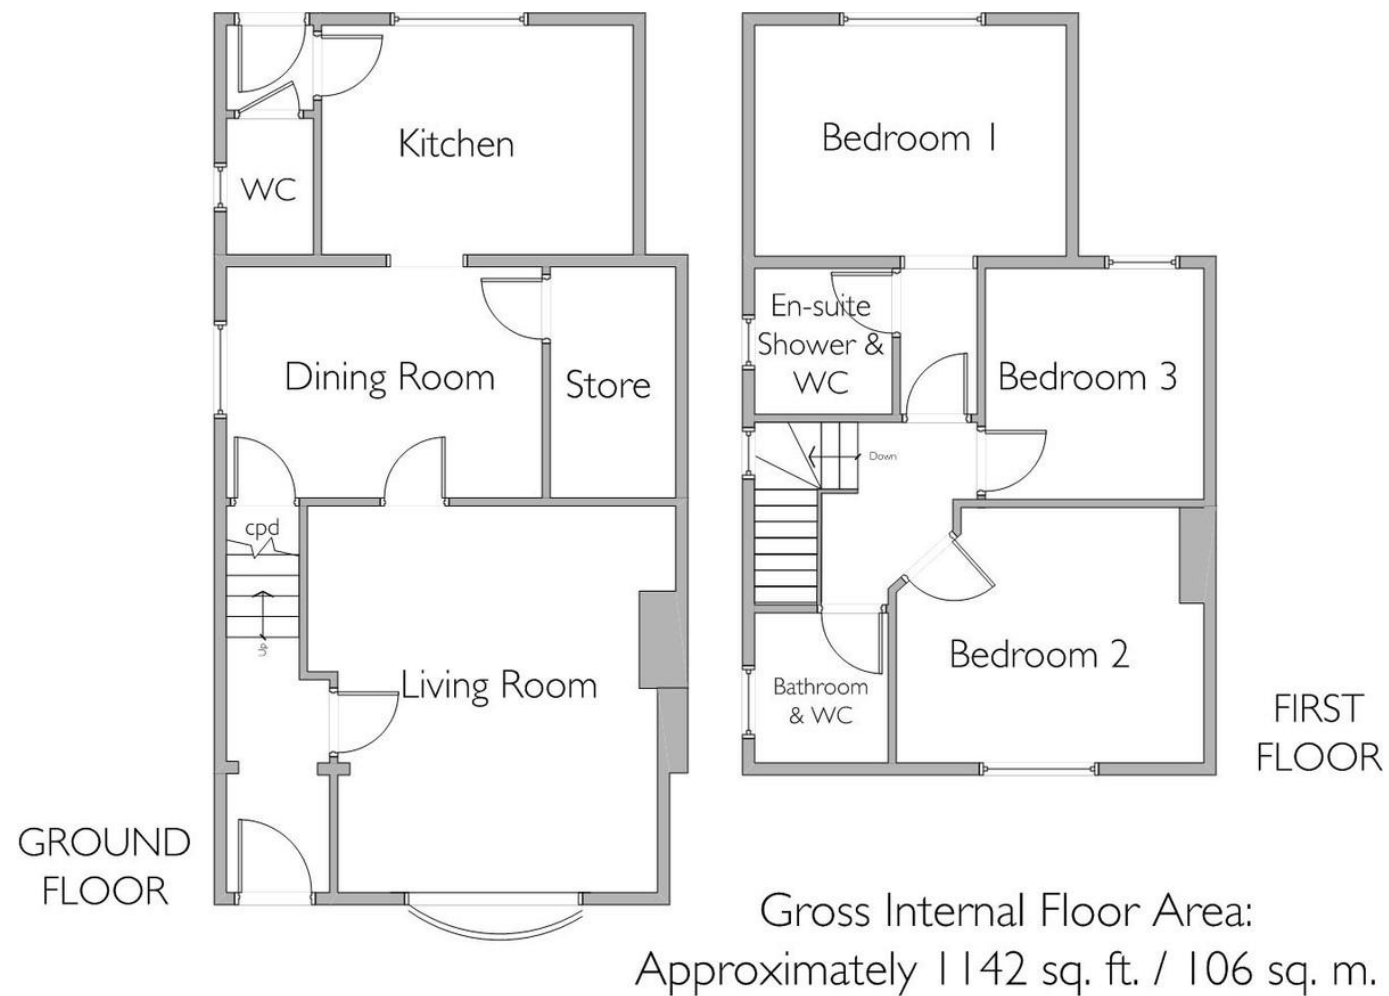 Kitchen
WC
Dining Room
Store
cpd
Up
Living Room
GROUND
FLOOR
Bedroom 1
En-suite
Shower &
WC
Bedroom 3
Down
Bedroom 2
Bathroom
& WC
FIRST
FLOOR
Gross Internal Floor Area:
Approximately 1142 sq. ft. / 106 sq. m.